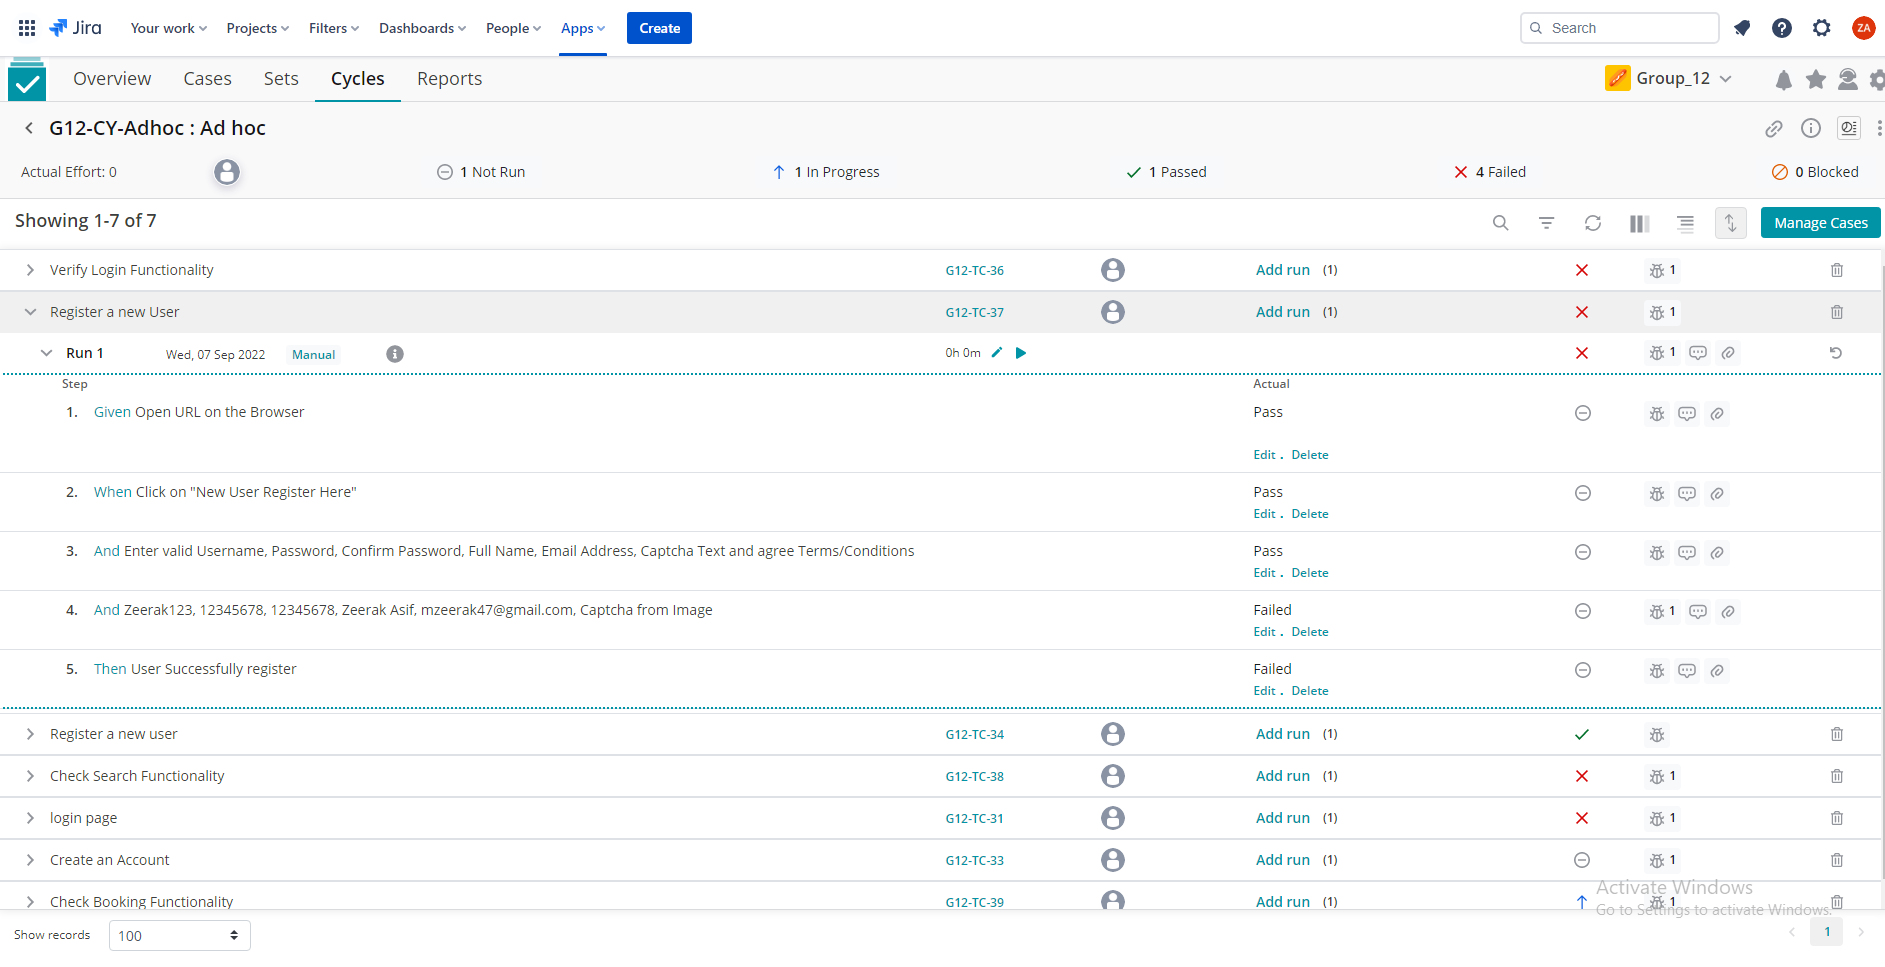 Jira Your work Projects Filters Dashboards People Apps Create Search ZA
Overview Cases Sets Cycles Reports Group_12
G12-CY-Adhoc : Ad hoc
Actual Effort: 0 1 Not Run 1 In Progress 1 Passed 4 Failed 0 Blocked
Showing 1-7 of 7 Manage Cases
Verify Login Functionality G12-TC-36 Add run (1) 1
Register a new User G12-TC-37 Add run (1) 1
Run 1 Wed, 07 Sep 2022 Manual 0h 0m 1
Step Actual
1. Given Open URL on the Browser Pass
Edit . Delete
2. When Click on "New User Register Here" Pass
Edit . Delete
3. And Enter valid Username, Password, Confirm Password, Full Name, Email Address, Captcha Text and agree Terms/Conditions Pass
Edit . Delete
4. And Zeerak123, 12345678, 12345678, Zeerak Asif, mzeerak47@gmail.com, Captcha from Image Failed 1
Edit . Delete
5. Then User Successfully register Failed
Edit . Delete
Register a new user G12-TC-34 Add run (1)
Check Search Functionality G12-TC-38 Add run (1) 1
login page G12-TC-31 Add run (1) 1
Create an Account G12-TC-33 Add run (1) 1
Activate Windows
Check Booking Functionality G12-TC-39 Add run (1) 1
Go to Settings to activate Windows.
Show records 100 1